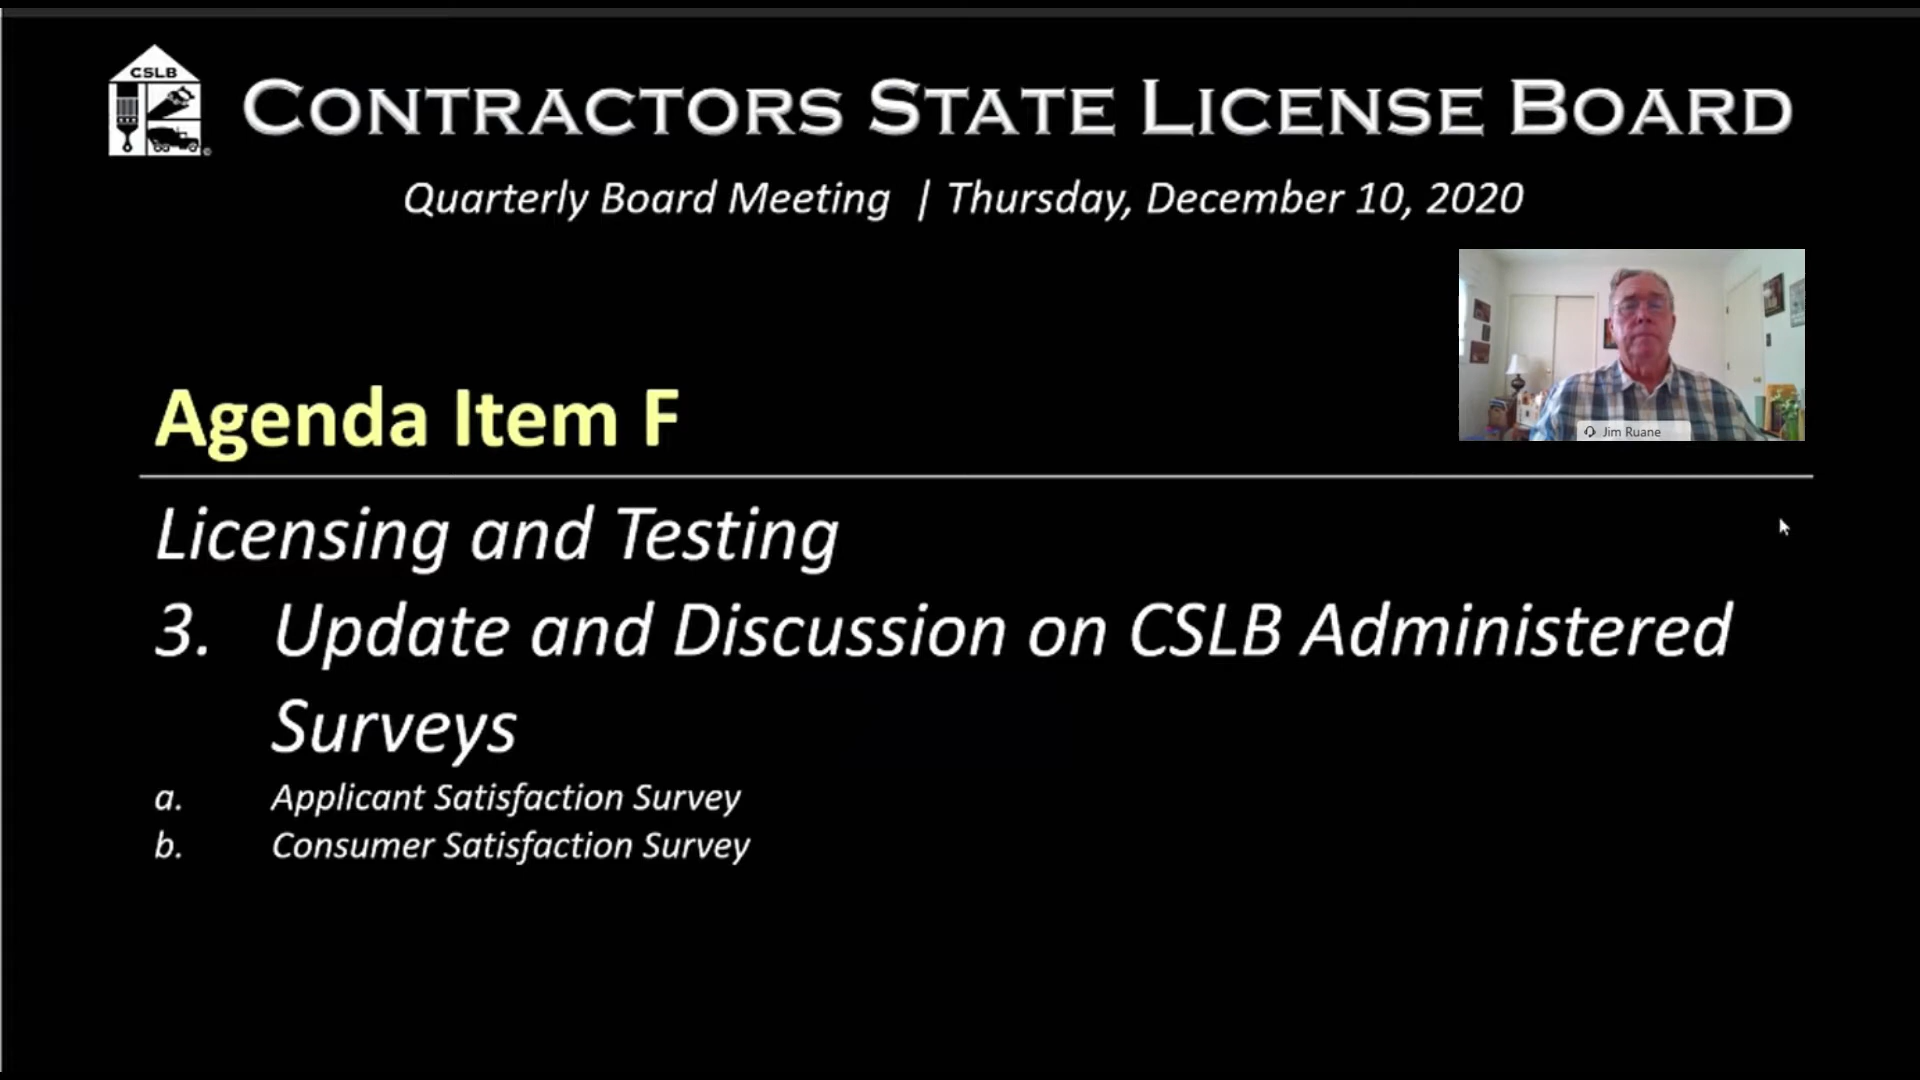 CSLB
CONTRACTORS STATE LICENSE BOARD
Quarterly Board Meeting | Thursday, December 10, 2020
Jim Ruane
Agenda Item F
Licensing and Testing
3. Update and Discussion on CSLB Administered
Surveys
a. Applicant Satisfaction Survey
b. Consumer Satisfaction Survey